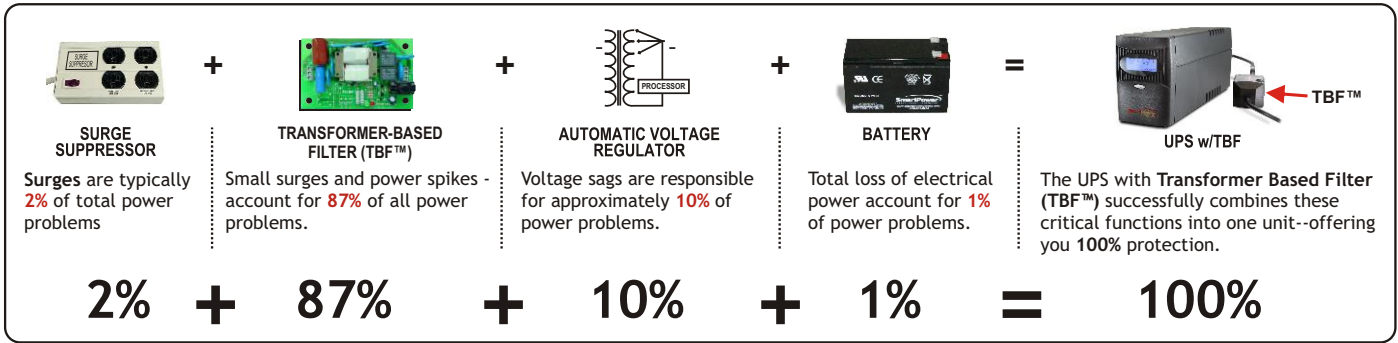 SURGE
SUPPRESSOR
+
+
-
-
PROCESSOR
+
CE
SmartPower
=
TBF™
SURGE
SUPPRESSOR
Surges are typically
2% of total power
problems
TRANSFORMER-BASED
FILTER (TBF™)
Small surges and power spikes -
account for 87% of all power
problems.
AUTOMATIC VOLTAGE
REGULATOR
Voltage sags are responsible
for approximately 10% of
power problems.
BATTERY
Total loss of electrical
power account for 1%
of power problems.
UPS w/TBF
The UPS with Transformer Based Filter
(TBF™) successfully combines these
critical functions into one unit--offering
you 100% protection.
2% + 87% + 10% + 1% = 100%